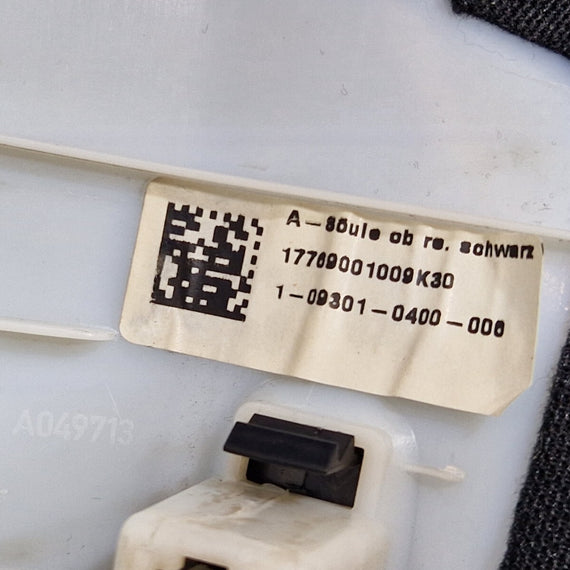 A-Säule ob re. schwarz
17769001009K30
1-09301-0400-006
A049713